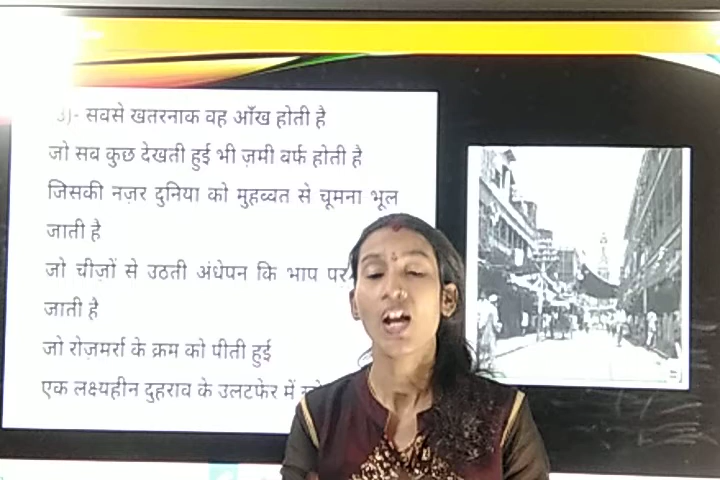 3)- सबसे खतरनाक वह आँख होती है
जो सब कुछ देखती हुई भी ज़मी बर्फ होती है
जिसकी नज़र दुनिया को मुहब्बत से चूमना भूल
जाती है
जो चीज़ों से उठती अंधेपन कि भाप पर
जाती है
जो रोज़मर्रा के क्रम को पीती हुई
एक लक्ष्यहीन दुहराव के उलटफेर में